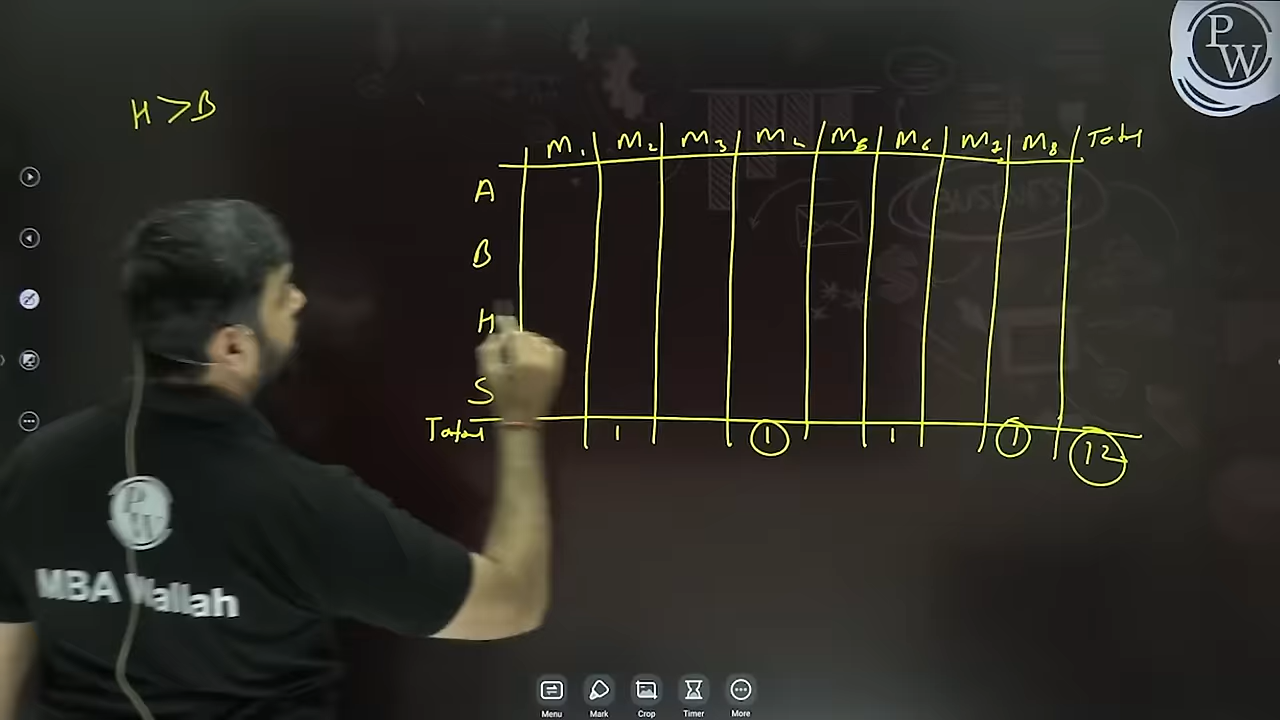 P
W
H > B
M1 M2 M3 M4 M5 M6 M7 M8 Total
A
B
H
S
Total 1 1 1 1 12
BUSINESS
PW
MBA Wallah
Menu Mark Crop Timer More